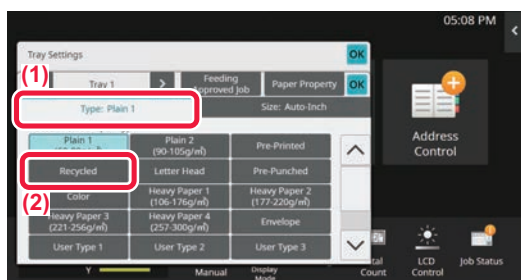 05:08 PM
Tray Settings
OK
(1)
Tray 1
Feeding
Approved Job
Paper Property
OK
Type: Plain 1
Size: Auto-Inch
Plain 1
Plain 2
(90-105g/㎡)
Pre-Printed
Recycled
Letter Head
Pre-Punched
(2)
Color
Heavy Paper 1
(106-176g/㎡)
Heavy Paper 2
(177-220g/㎡)
Heavy Paper 3
(221-256g/㎡)
Heavy Paper 4
(257-300g/㎡)
Envelope
User Type 1
User Type 2
User Type 3
Address
Control
Y
Manual
Display
Mode
Count
LCD
Control
Job Status